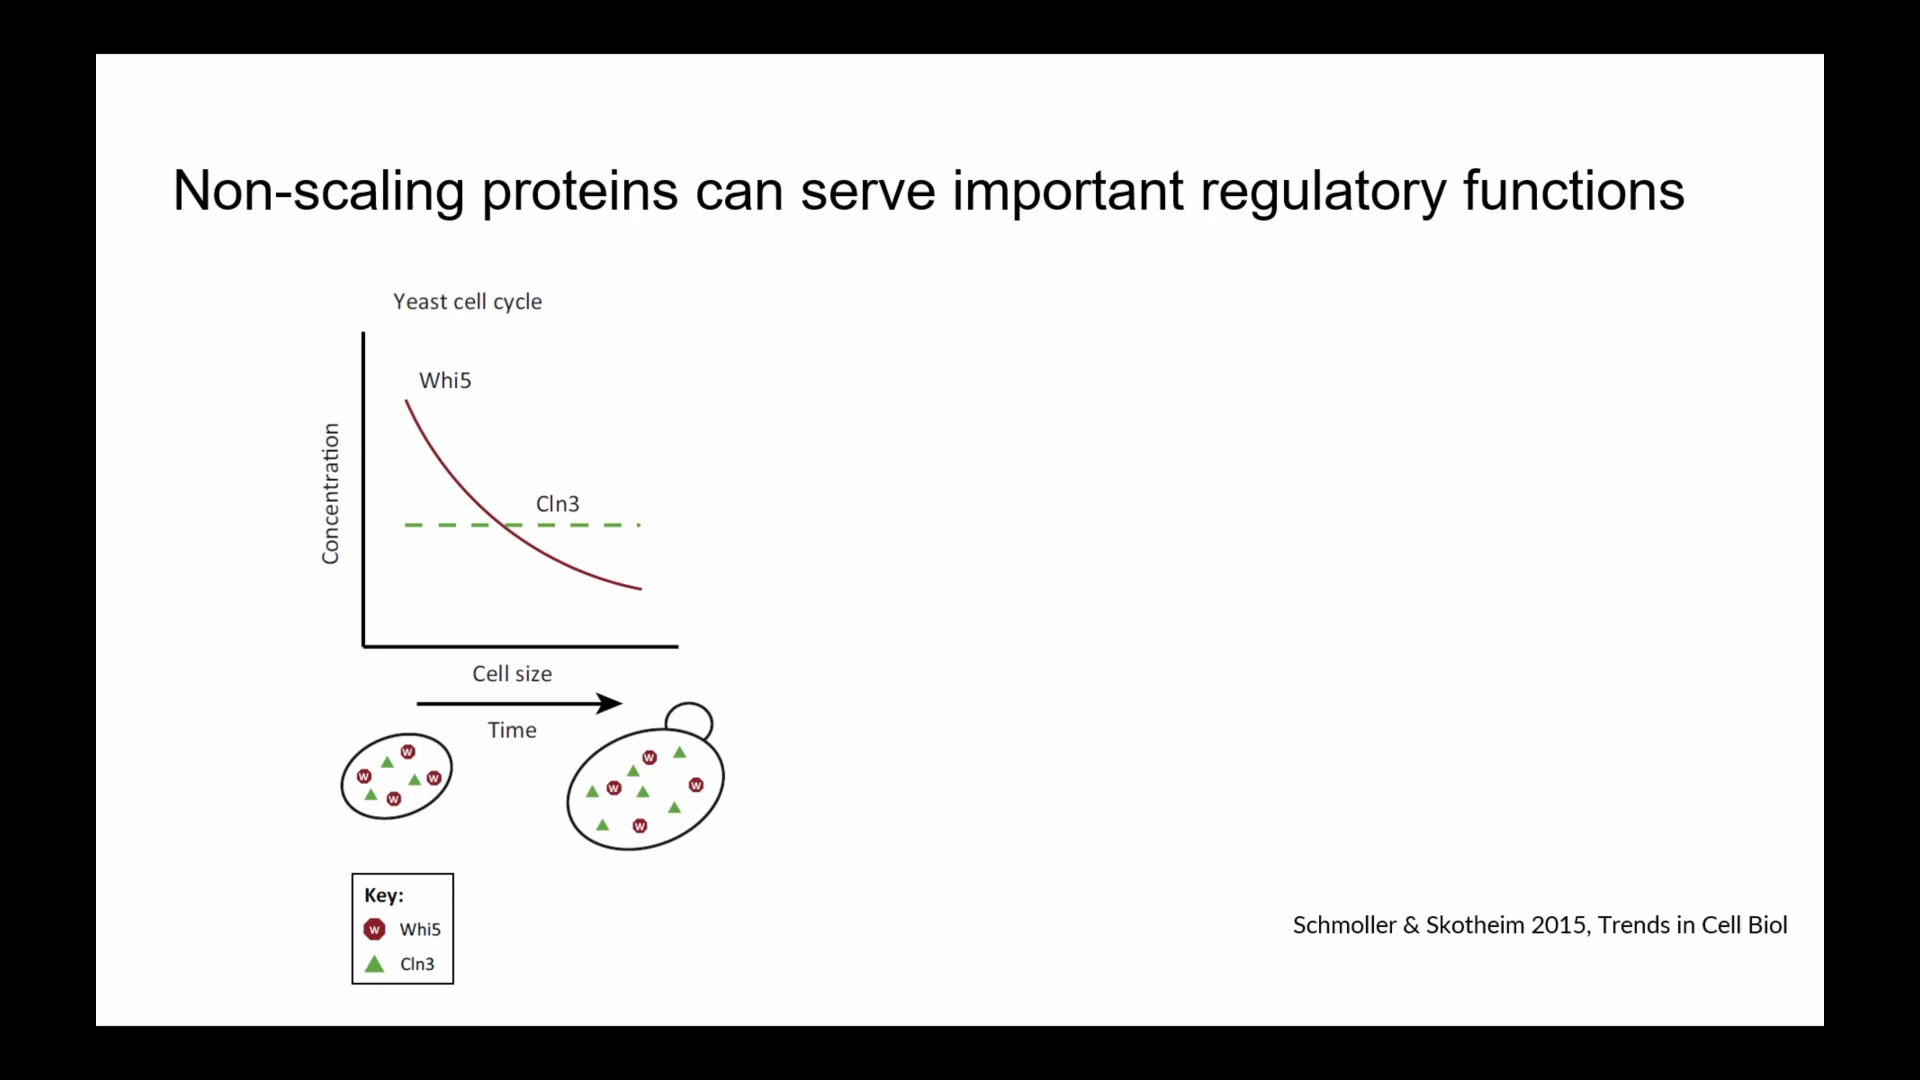 Non-scaling proteins can serve important regulatory functions
Yeast cell cycle
Whi5
Cln3
Concentration
Cell size
Time
W
W
W
W
W
W
W
W
Key:
W Whi5
Cln3
Schmoller & Skotheim 2015, Trends in Cell Biol